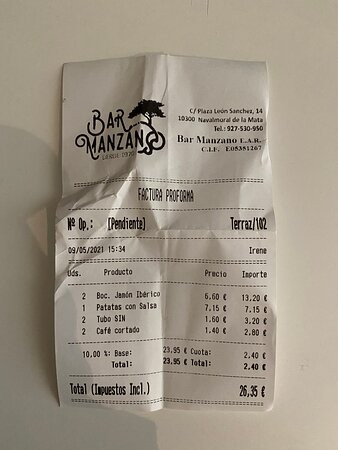 BAR
MANZANO
C/ Plaza León Sanchez, 14
10300 Navalmoral de la Mata
Tel.: 927-530-950
Bar Manzano E.A.R.
C.I.F. E05351267
FACTURA PROFORMA
Nº Op.: [Pendiente] Terraz/102
09/05/2021 15:34 Irene
Uds. Producto Precio Importe
2 Boc. Jamón Ibérico 6,60 € 13,20 €
1 Patatas con Salsa 7,15 € 7,15 €
2 Tubo SIN 1,60 € 3,20 €
2 Café cortado 1,40 € 2,80 €
10,00 %: Base: 23,95 € Cuota: 2,40 €
Total: 23,95 € Total: 2,40 €
Total (Impuestos Incl.) 26,35 €